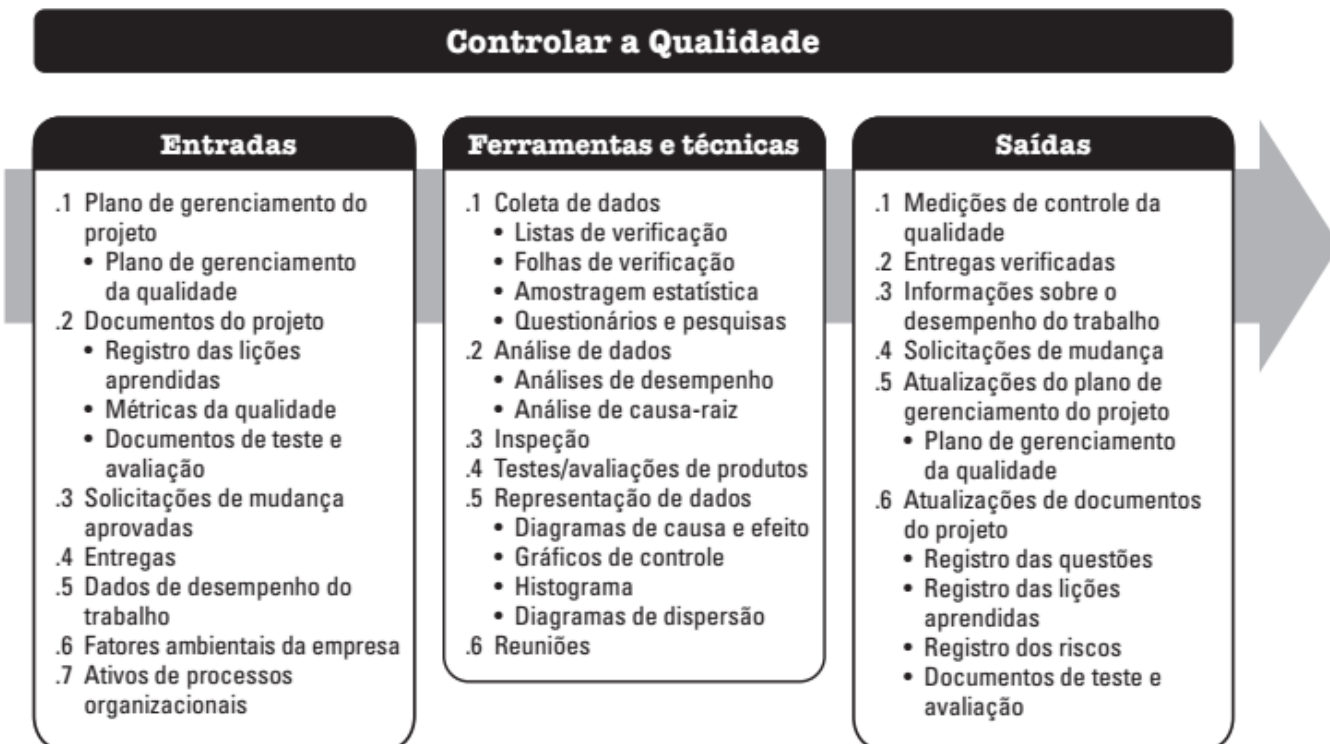 Controlar a Qualidade
Entradas
.1 Plano de gerenciamento do
projeto
• Plano de gerenciamento
da qualidade
.2 Documentos do projeto
• Registro das lições
aprendidas
• Métricas da qualidade
• Documentos de teste e
avaliação
.3 Solicitações de mudança
aprovadas
.4 Entregas
.5 Dados de desempenho do
trabalho
.6 Fatores ambientais da empresa
.7 Ativos de processos
organizacionais
Ferramentas e técnicas
.1 Coleta de dados
• Listas de verificação
• Folhas de verificação
• Amostragem estatística
• Questionários e pesquisas
.2 Análise de dados
• Análises de desempenho
• Análise de causa-raiz
.3 Inspeção
.4 Testes/avaliações de produtos
.5 Representação de dados
• Diagramas de causa e efeito
• Gráficos de controle
• Histograma
• Diagramas de dispersão
.6 Reuniões
Saídas
.1 Medições de controle da
qualidade
.2 Entregas verificadas
.3 Informações sobre o
desempenho do trabalho
.4 Solicitações de mudança
.5 Atualizações do plano de
gerenciamento do projeto
• Plano de gerenciamento
da qualidade
.6 Atualizações de documentos
do projeto
• Registro das questões
• Registro das lições
aprendidas
• Registro dos riscos
• Documentos de teste e
avaliação